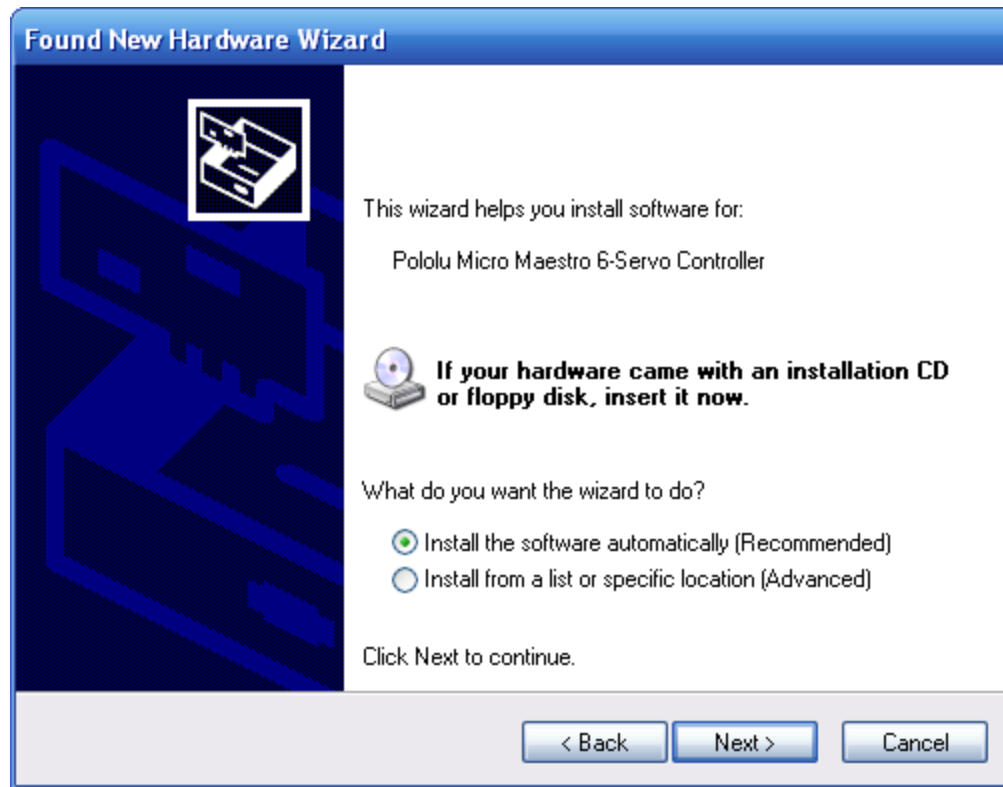 Found New Hardware Wizard
This wizard helps you install software for:
Pololu Micro Maestro 6-Servo Controller
If your hardware came with an installation CD
or floppy disk, insert it now.
What do you want the wizard to do?
Install the software automatically (Recommended)
Install from a list or specific location (Advanced)
Click Next to continue.
< Back
Next >
Cancel